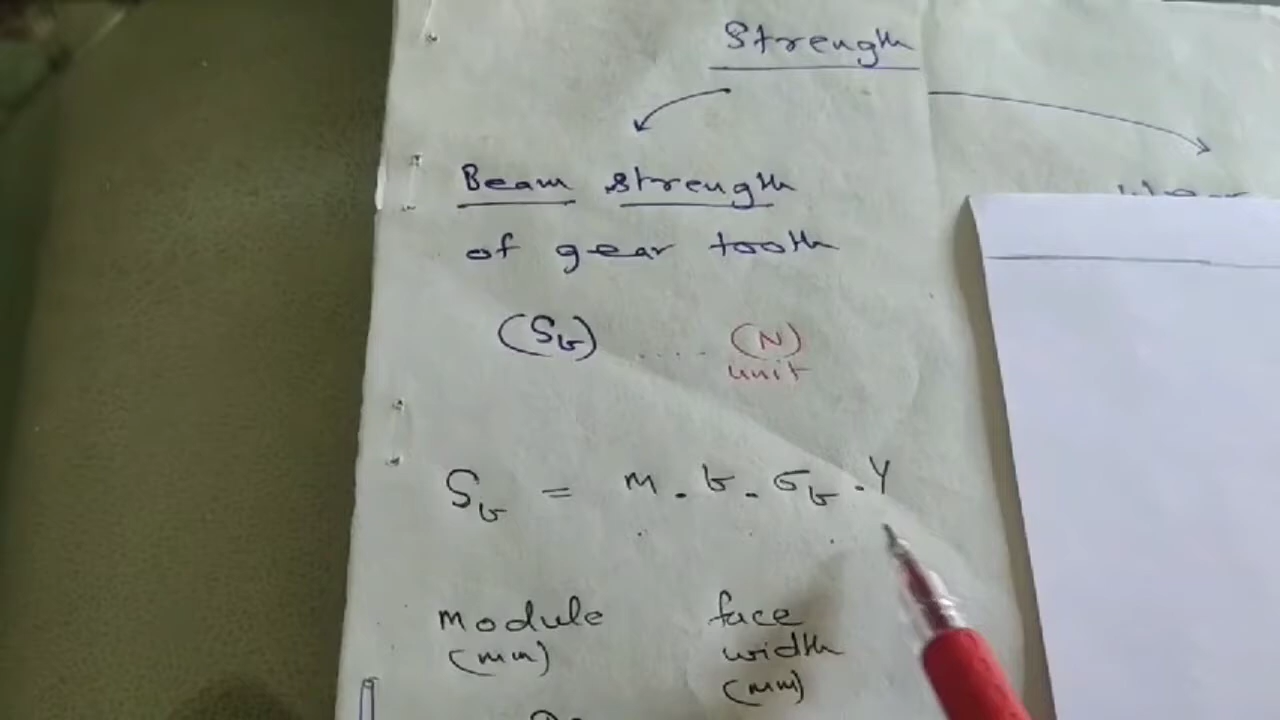 Strength
Beam strength
of gear tooth
(Sb) .... (N)
unit
Sb = m . b . σb . Y
module
(mm)
face
width
(mm)